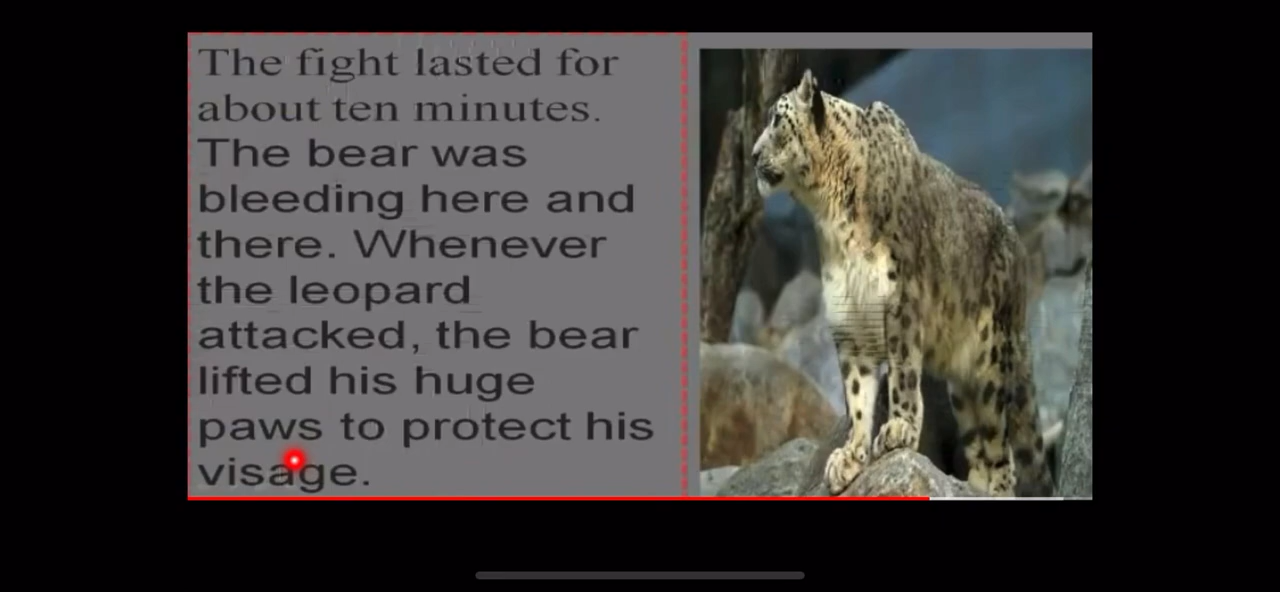 The fight lasted for
about ten minutes.
The bear was
bleeding here and
there. Whenever
the leopard
attacked, the bear
lifted his huge
paws to protect his
visage.